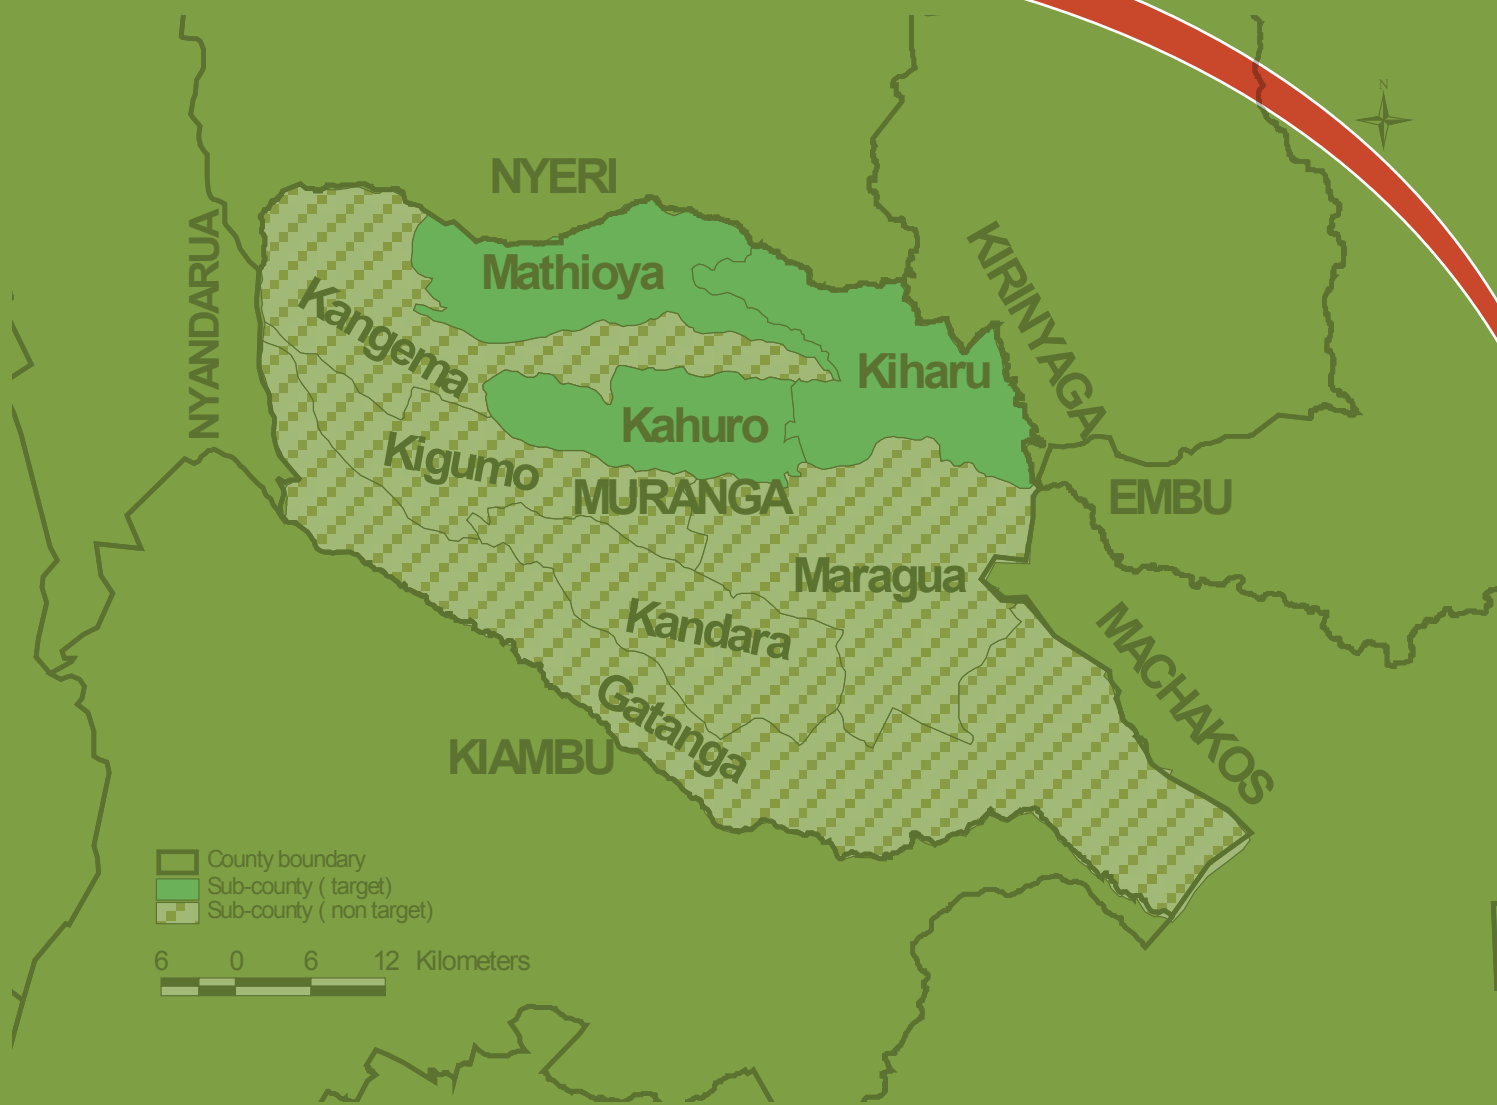 N
NYERI
NYANDARUA
KIRINYAGA
Mathioya
Kangema
Kiharu
Kahuro
Kigumo
MURANGA
EMBU
Maragua
Kandara
MACHAKOS
Gatanga
KIAMBU
County boundary
Sub-county ( target)
Sub-county ( non target)
6 0 6 12 Kilometers